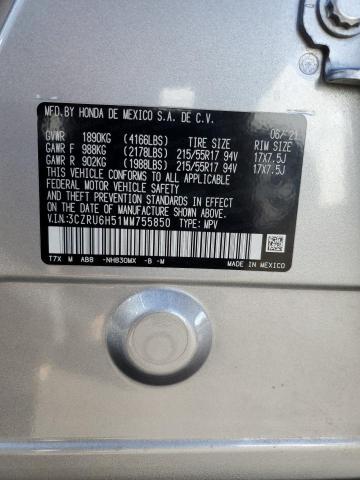 MFD.BY HONDA DE MEXICO S.A. DE C.V.
06/21
GVWR 1890KG (4166LBS) TIRE SIZE RIM SIZE
GAWR F 988KG (2178LBS) 215/55R17 94V 17X7.5J
GAWR R 902KG (1988LBS) 215/55R17 94V 17X7.5J
THIS VEHICLE CONFORMS TO ALL APPLICABLE
FEDERAL MOTOR VEHICLE SAFETY AND THEFT
PREVENTION STANDARDS IN EFFECT ON THE
DATE OF MANUFACTURE SHOWN ABOVE.
V.I.N:3CZRU6H51MM755850 TYPE: MPV
T7X M ABB -NH830MX -B -M
MADE IN MEXICO